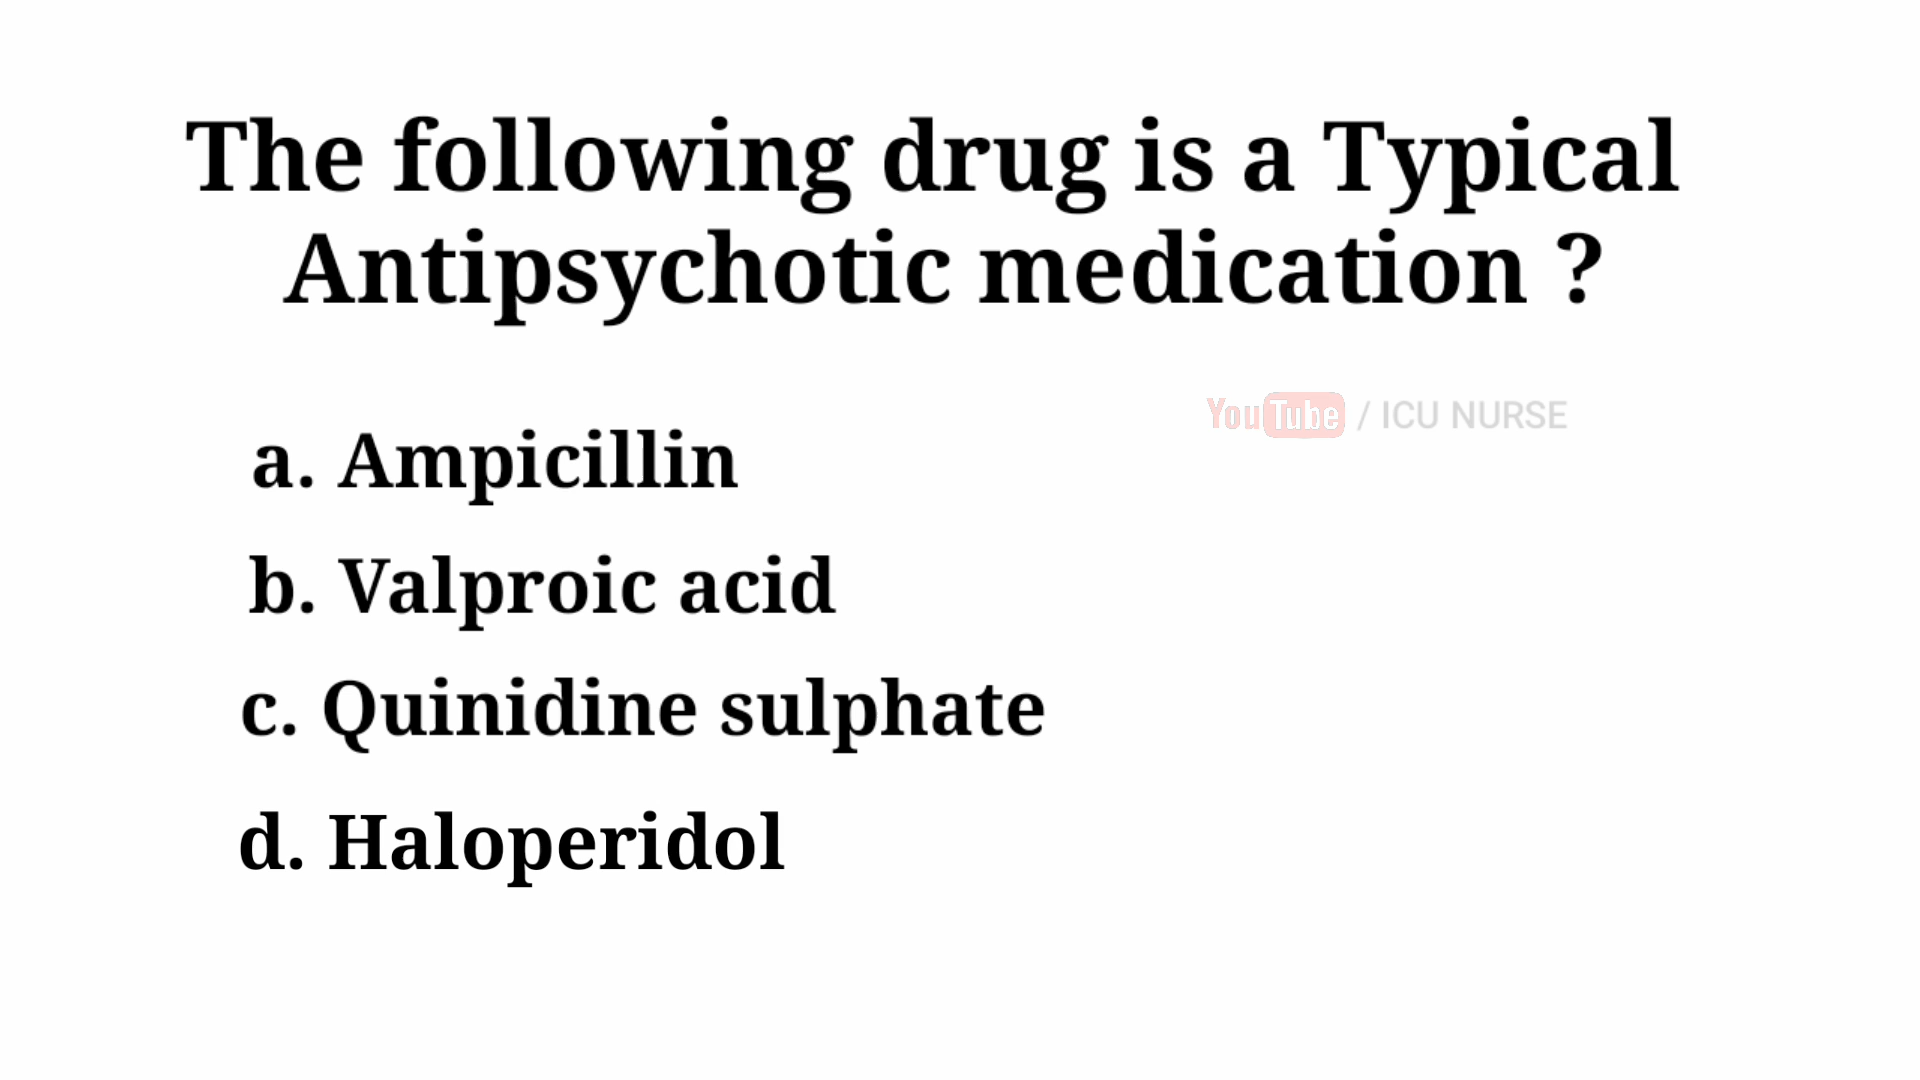 The following drug is a Typical
Antipsychotic medication ?
YouTube / ICU NURSE
a. Ampicillin
b. Valproic acid
c. Quinidine sulphate
d. Haloperidol